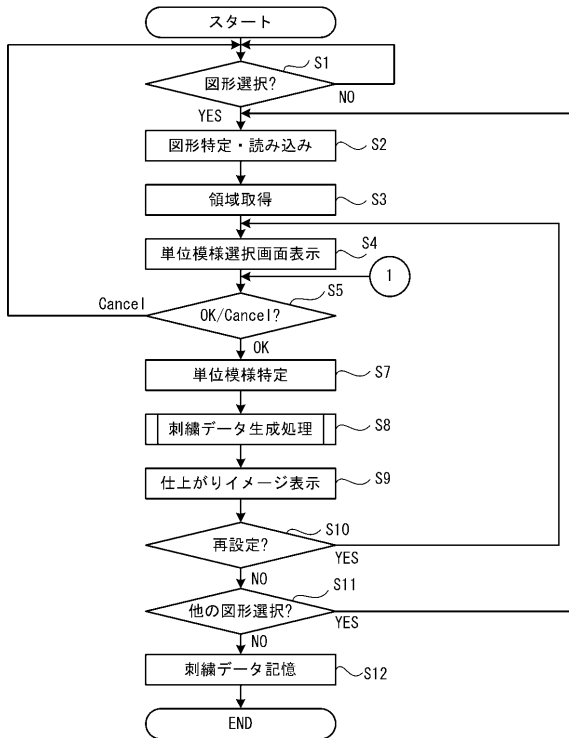 スタート
S1
図形選択?
NO
YES
図形特定・読み込み
S2
領域取得
S3
単位模様選択画面表示
S4
1
S5
Cancel
OK/Cancel?
OK
単位模様特定
S7
刺繍データ生成処理
S8
仕上がりイメージ表示
S9
S10
再設定?
YES
NO
S11
他の図形選択?
YES
NO
刺繍データ記憶
S12
END